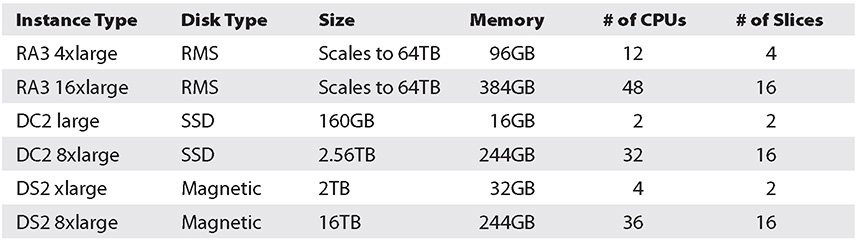 Instance Type Disk Type Size Memory # of CPUs # of Slices
RA3 4xlarge RMS Scales to 64TB 96GB 12 4
RA3 16xlarge RMS Scales to 64TB 384GB 48 16
DC2 large SSD 160GB 16GB 2 2
DC2 8xlarge SSD 2.56TB 244GB 32 16
DS2 xlarge Magnetic 2TB 32GB 4 2
DS2 8xlarge Magnetic 16TB 244GB 36 16